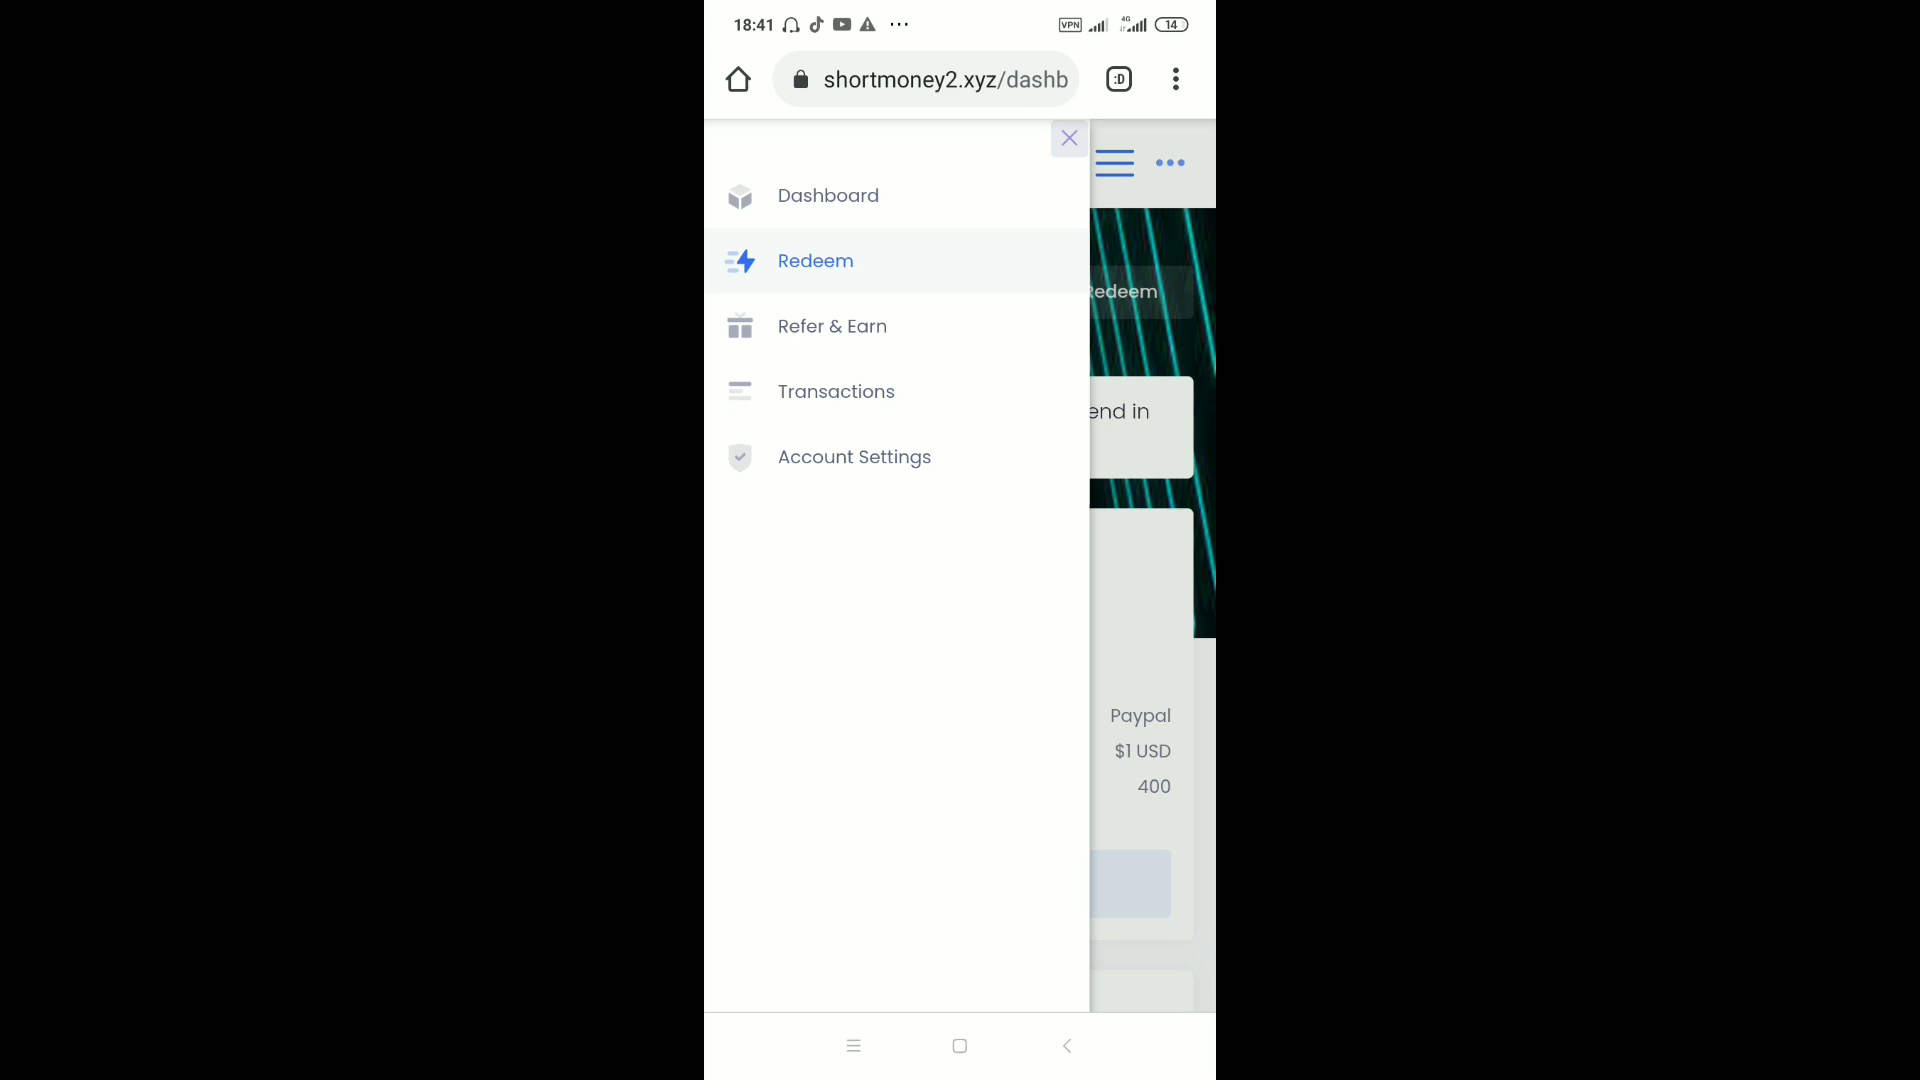 18:41 VPN 4G 14
shortmoney2.xyz/dashb :D
Dashboard
Redeem
Redeem
Refer & Earn
Transactions
end in
Account Settings
Paypal
$1 USD
400